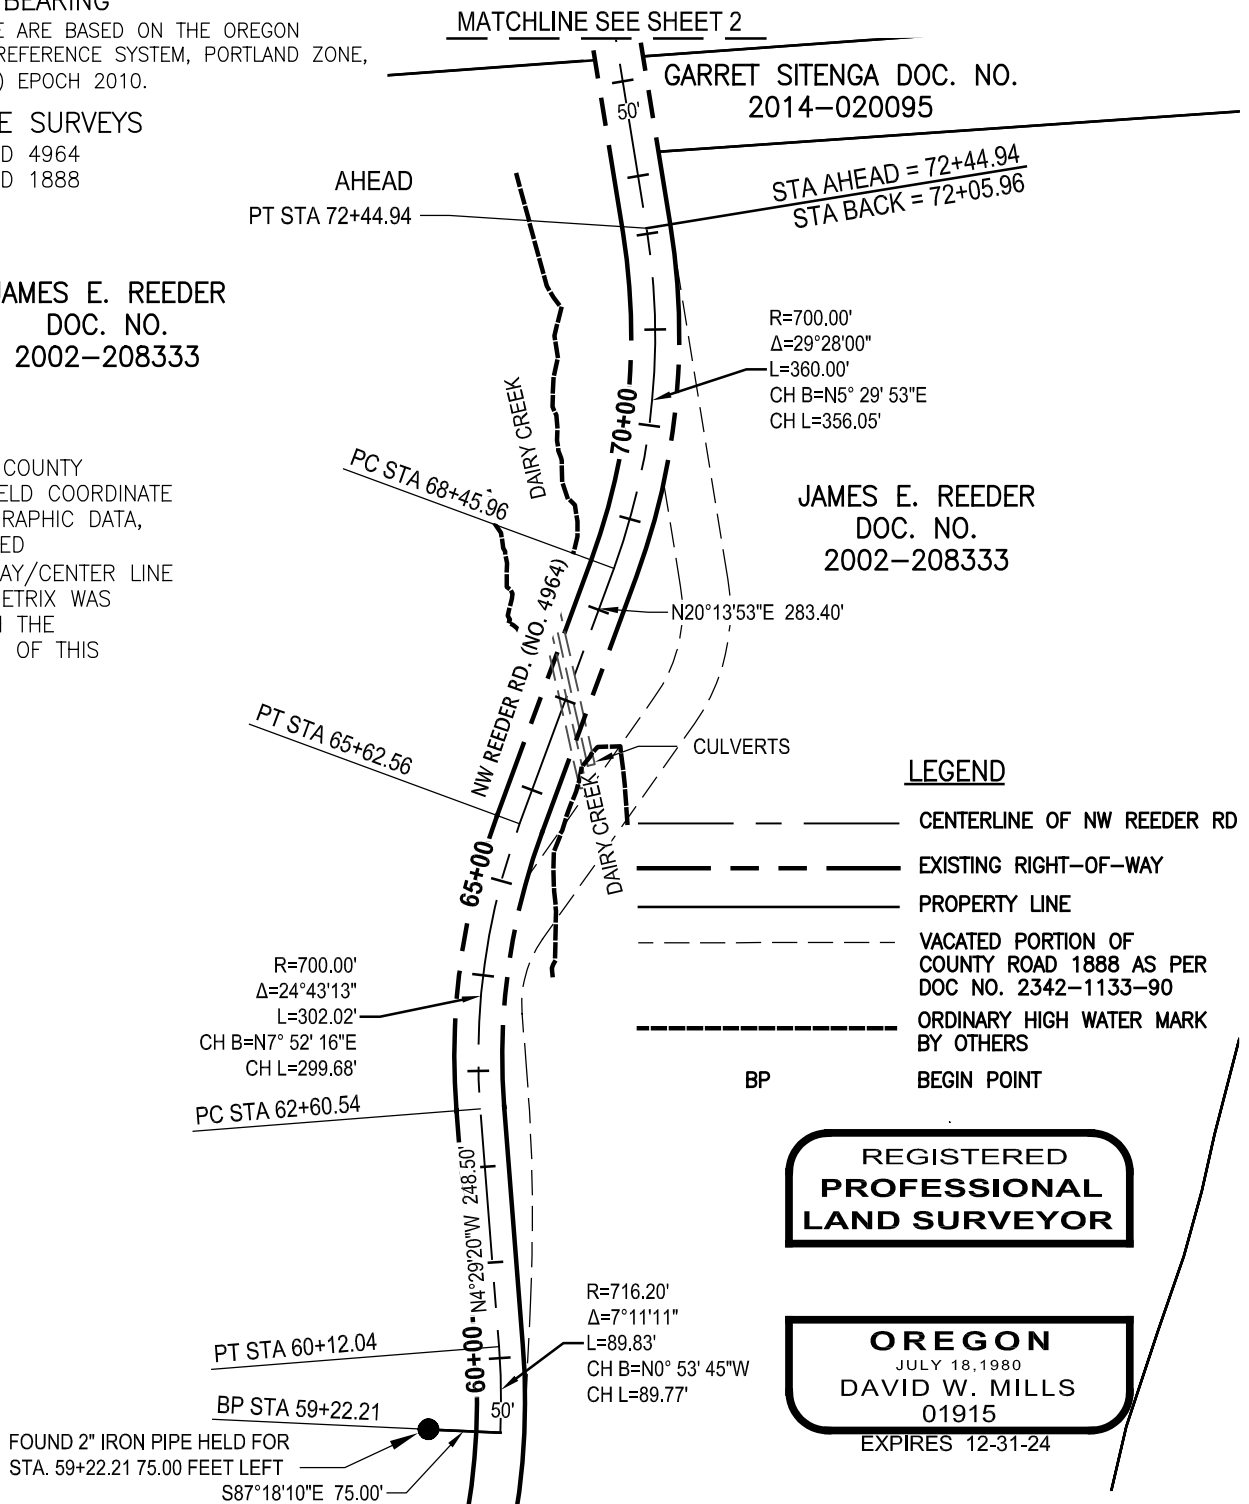 BEARING
E ARE BASED ON THE OREGON
REFERENCE SYSTEM, PORTLAND ZONE,
) EPOCH 2010.
E SURVEYS
D 4964
D 1888
MATCHLINE SEE SHEET 2
GARRET SITENGA DOC. NO.
2014-020095
50'
AHEAD
PT STA 72+44.94
STA AHEAD = 72+44.94
STA BACK = 72+05.96
JAMES E. REEDER
DOC. NO.
2002-208333
R=700.00'
Δ=29°28'00"
L=360.00'
CH B=N5° 29' 53"E
CH L=356.05'
DAIRY CREEK
70+00
PC STA 68+45.96
COUNTY
ELD COORDINATE
RAPHIC DATA,
ED
AY/CENTER LINE
ETRIX WAS
THE
OF THIS
JAMES E. REEDER
DOC. NO.
2002-208333
N20°13'53"E 283.40'
NW REEDER RD. (NO. 4964)
PT STA 65+62.56
CULVERTS
DAIRY CREEK
65+00
LEGEND
CENTERLINE OF NW REEDER RD
EXISTING RIGHT-OF-WAY
PROPERTY LINE
VACATED PORTION OF
COUNTY ROAD 1888 AS PER
DOC NO. 2342-1133-90
ORDINARY HIGH WATER MARK
BY OTHERS
BP BEGIN POINT
R=700.00'
Δ=24°43'13"
L=302.02'
CH B=N7° 52' 16"E
CH L=299.68'
PC STA 62+60.54
N4°29'20"W 248.50'
60+00
REGISTERED
PROFESSIONAL
LAND SURVEYOR
R=716.20'
Δ=7°11'11"
L=89.83'
CH B=N0° 53' 45"W
CH L=89.77'
PT STA 60+12.04
BP STA 59+22.21
50'
FOUND 2" IRON PIPE HELD FOR
STA. 59+22.21 75.00 FEET LEFT
S87°18'10"E 75.00'
OREGON
JULY 18,1980
DAVID W. MILLS
01915
EXPIRES 12-31-24